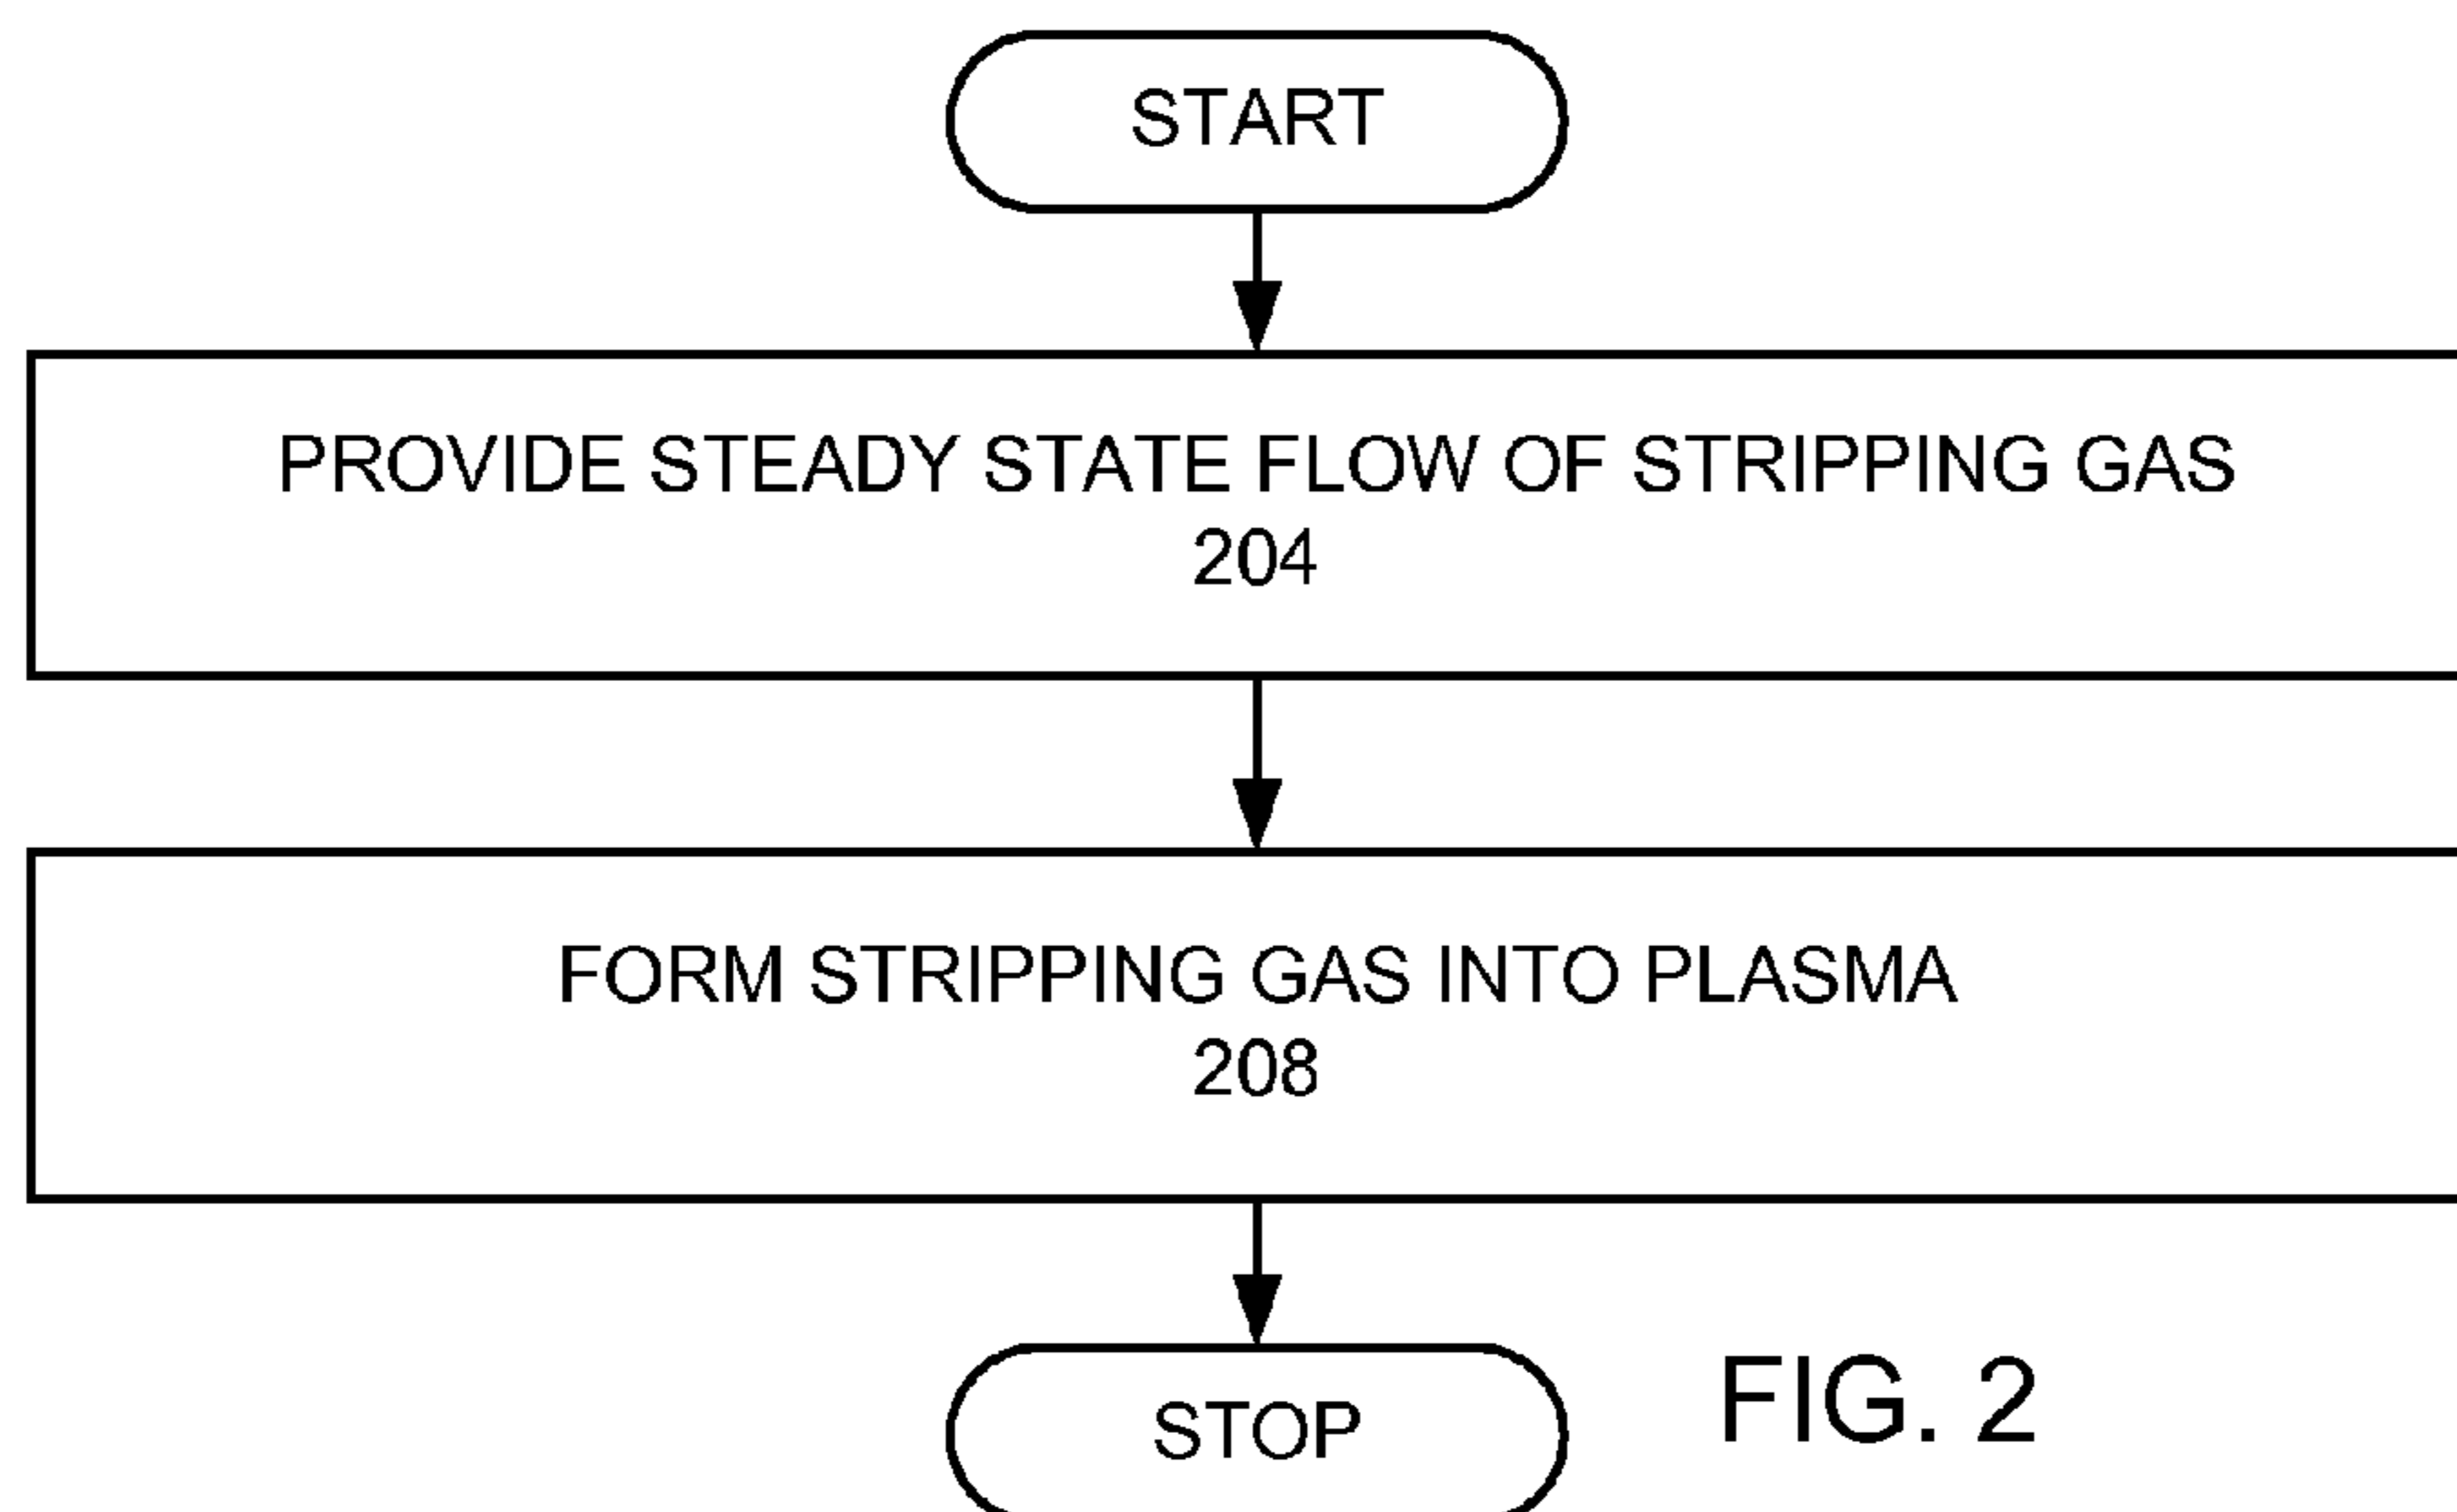 START
PROVIDE STEADY STATE FLOW OF STRIPPING GAS
204
FORM STRIPPING GAS INTO PLASMA
208
STOP
FIG. 2